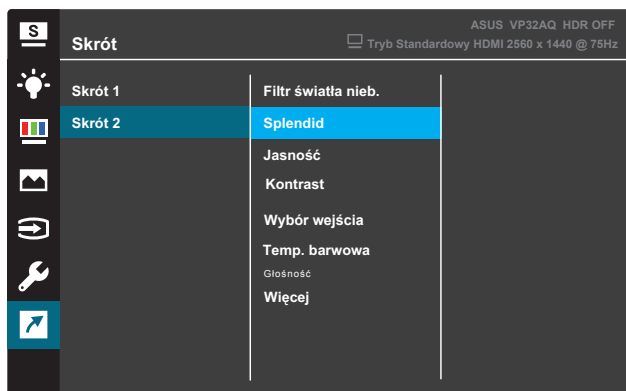 S
ASUS VP32AQ HDR OFF
Skrót
Tryb Standardowy HDMI 2560 x 1440 @ 75Hz
Skrót 1
Filtr światła nieb.
Skrót 2
Splendid
Jasność
Kontrast
Wybór wejścia
Temp. barwowa
Głośność
Więcej